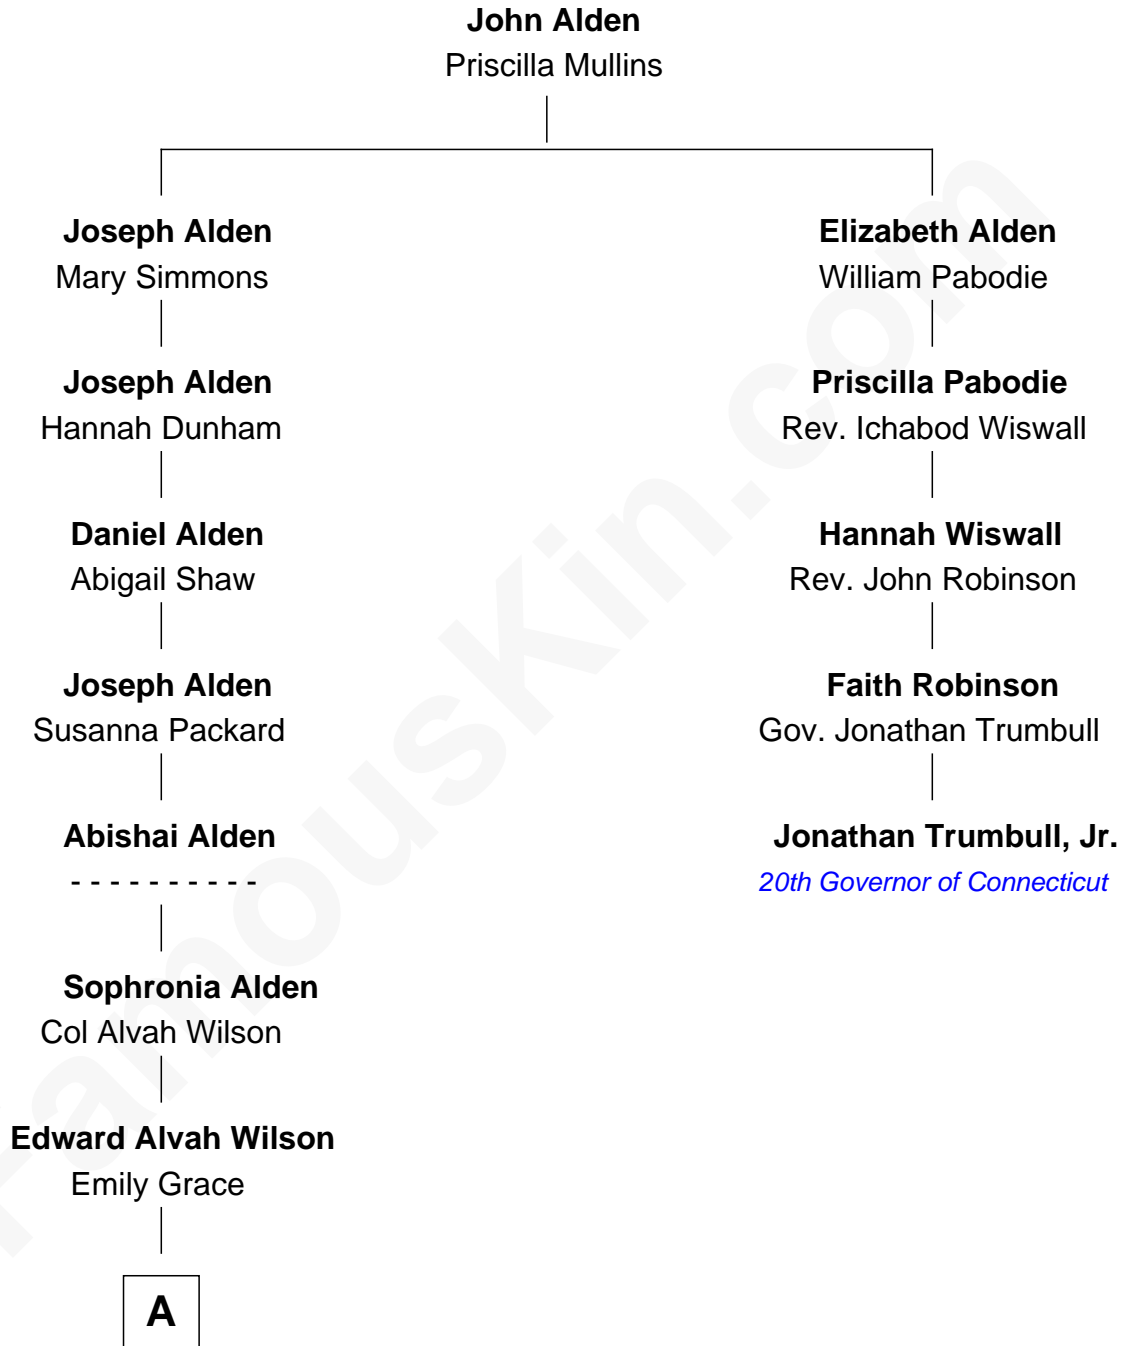 John Alden
Priscilla Mullins
Joseph Alden
Mary Simmons
Elizabeth Alden
William Pabodie
Joseph Alden
Hannah Dunham
Priscilla Pabodie
Rev. Ichabod Wiswall
Daniel Alden
Abigail Shaw
Hannah Wiswall
Rev. John Robinson
Joseph Alden
Susanna Packard
Faith Robinson
Gov. Jonathan Trumbull
Abishai Alden
- - - - - - - - - -
Jonathan Trumbull, Jr.
20th Governor of Connecticut
Sophronia Alden
Col Alvah Wilson
Edward Alvah Wilson
Emily Grace
A
FamousKin.com